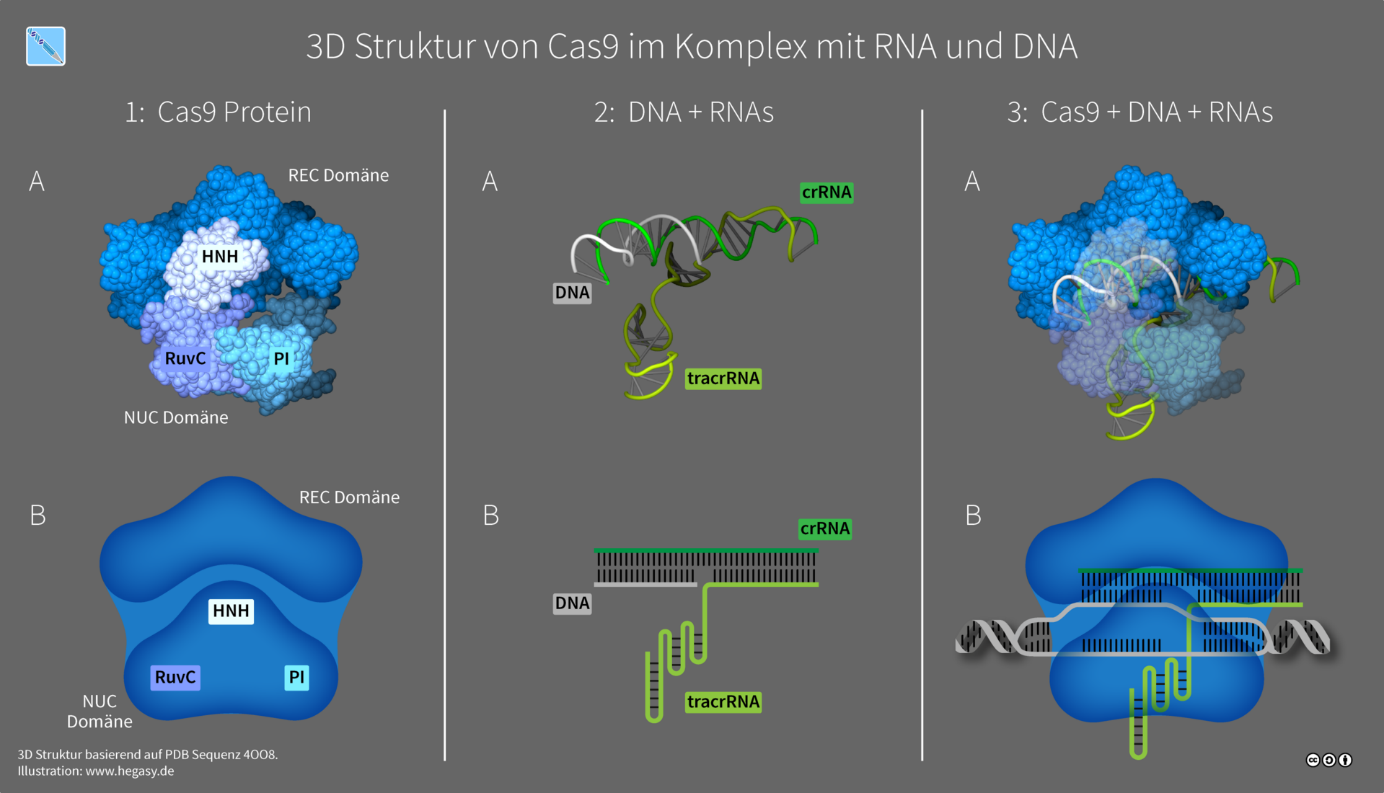 3D Struktur von Cas9 im Komplex mit RNA und DNA
1: Cas9 Protein
2: DNA + RNAs
3: Cas9 + DNA + RNAs
A
REC Domäne
HNH
RuvC
PI
NUC Domäne
A
crRNA
DNA
tracrRNA
A
B
REC Domäne
HNH
RuvC
PI
NUC
Domäne
B
crRNA
DNA
tracrRNA
B
3D Struktur basierend auf PDB Sequenz 4OO8.
Illustration: www.hegasy.de
cc